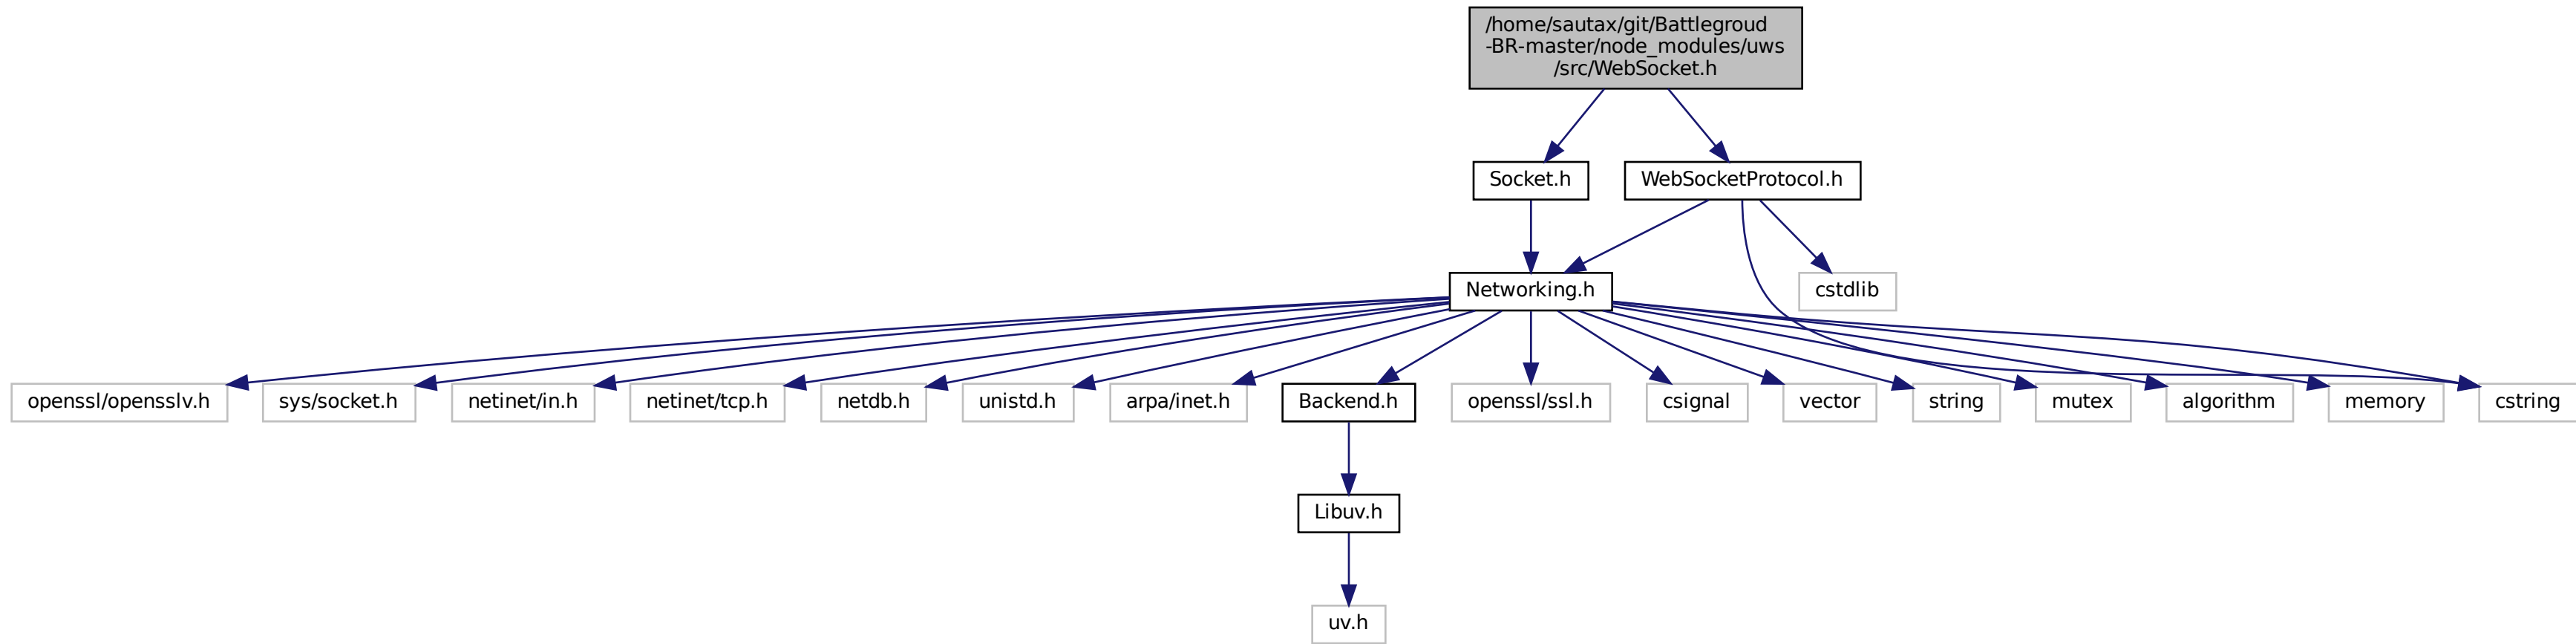 /home/sautax/git/Battlegroud
-BR-master/node_modules/uws
/src/WebSocket.h
Socket.h
WebSocketProtocol.h
Networking.h
cstdlib
openssl/opensslv.h
sys/socket.h
netinet/in.h
netinet/tcp.h
netdb.h
unistd.h
arpa/inet.h
Backend.h
openssl/ssl.h
csignal
vector
string
mutex
algorithm
memory
cstring
Libuv.h
uv.h